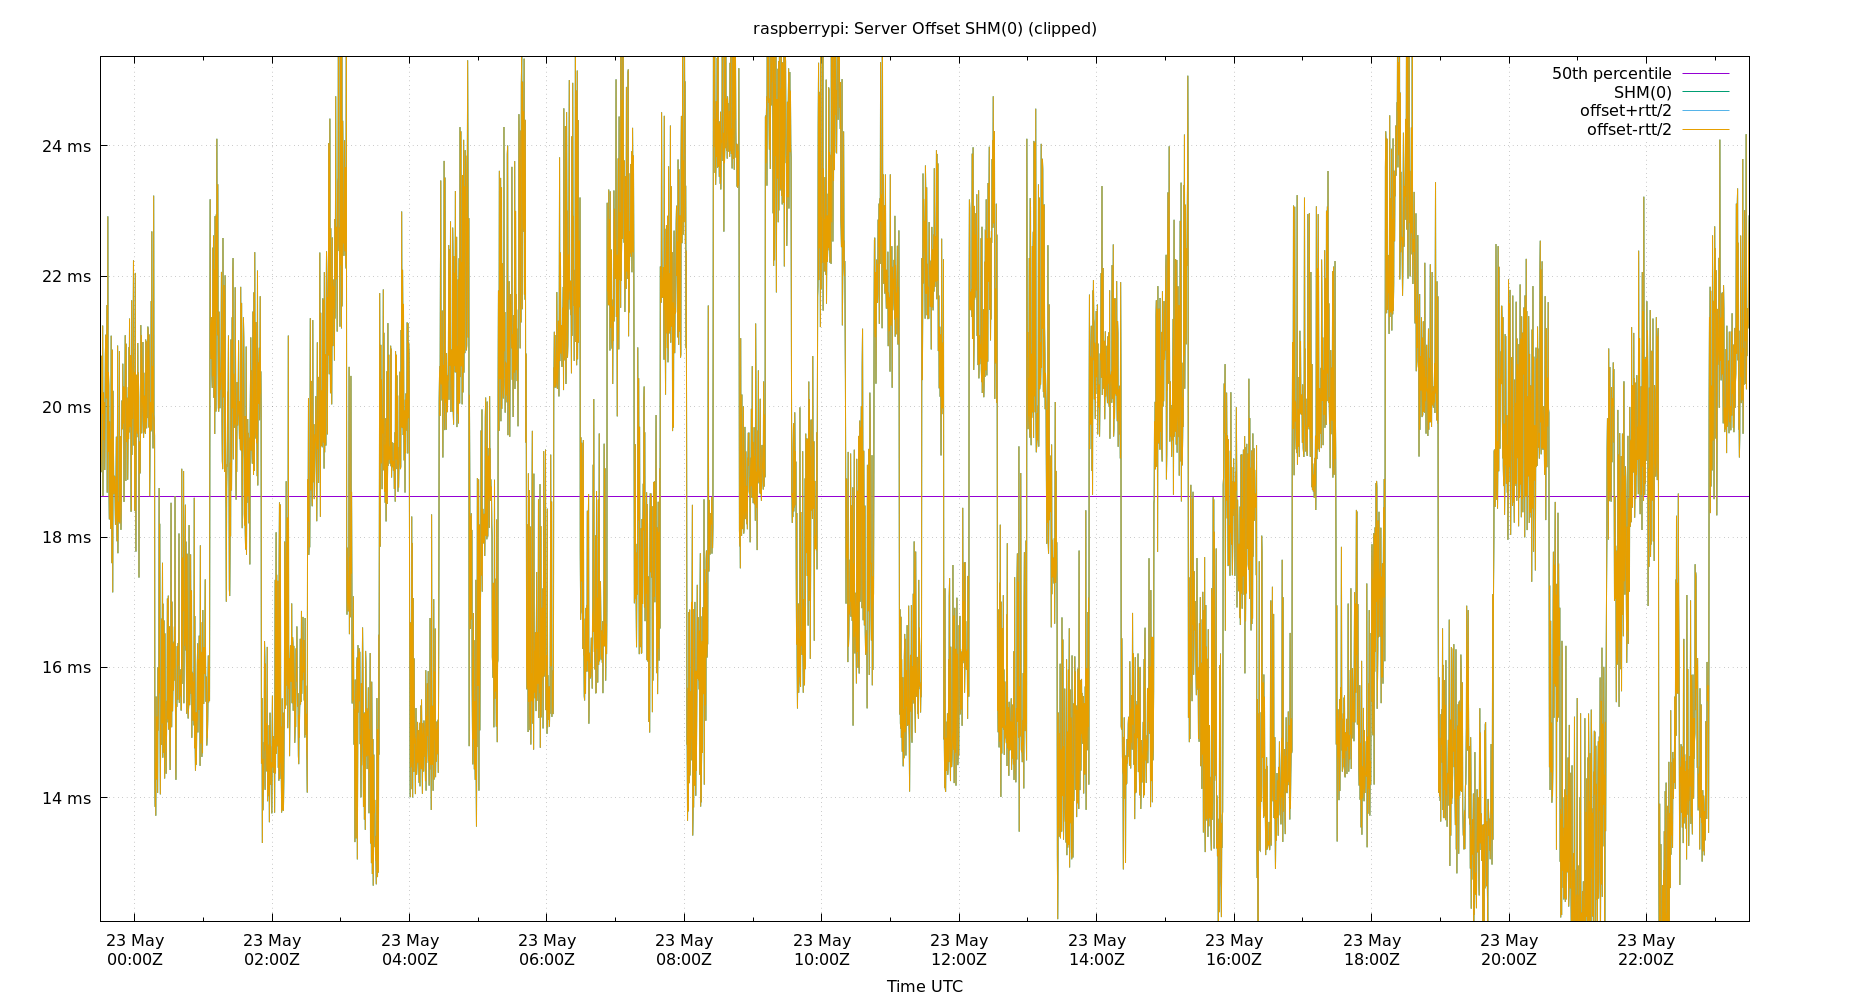 raspberrypi: Server Offset SHM(0) (clipped)
50th percentile
SHM(0)
offset+rtt/2
offset-rtt/2
24 ms
22 ms
20 ms
18 ms
16 ms
14 ms
23 May 23 May 23 May 23 May 23 May 23 May 23 May 23 May 23 May 23 May 23 May 23 May
00:00Z 02:00Z 04:00Z 06:00Z 08:00Z 10:00Z 12:00Z 14:00Z 16:00Z 18:00Z 20:00Z 22:00Z
Time UTC